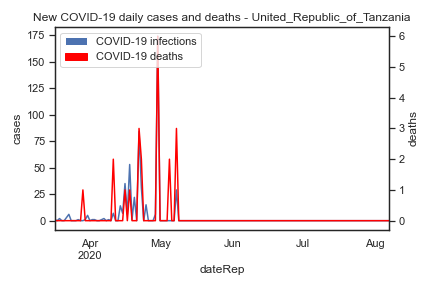 New COVID-19 daily cases and deaths - United_Republic_of_Tanzania
COVID-19 infections
COVID-19 deaths
175
150
125
100
75
50
25
0
cases
6
5
4
3
2
1
0
deaths
Apr
2020
May
Jun
Jul
Aug
dateRep